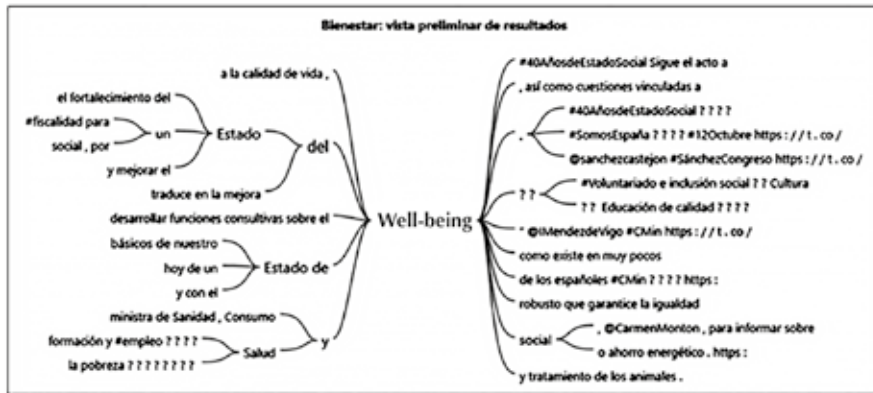 Bienestar: vista preliminar de resultados
a la calidad de vida ,
el fortalecimiento del
#fiscalidad para
social , por
un
y mejorar el
Estado
traduce en la mejora
del
desarrollar funciones consultivas sobre el
básicos de nuestro
hoy de un
y con el
Estado de
ministra de Sanidad , Consumo
formación y #empleo ? ? ? ?
la pobreza ? ? ? ? ? ? ? ?
Salud
y
Well-being
#40AñosdeEstadoSocial Sigue el acto a
, así como cuestiones vinculadas a
.
#40AñosdeEstadoSocial ? ? ? ?
#SomosEspaña ? ? ? ? #12Octubre https : / / t . co /
@sanchezcastejon #SánchezCongreso https : / / t . co /
? ?
#Voluntariado e inclusión social ? ? Cultura
? ? Educación de calidad ? ? ? ?
" @IMendezdeVigo #CMin https : / / t . co /
como existe en muy pocos
de los españoles #CMin ? ? ? ? https :
robusto que garantice la igualdad
social
, @CarmenMonton , para informar sobre
o ahorro energético . https :
y tratamiento de los animales .